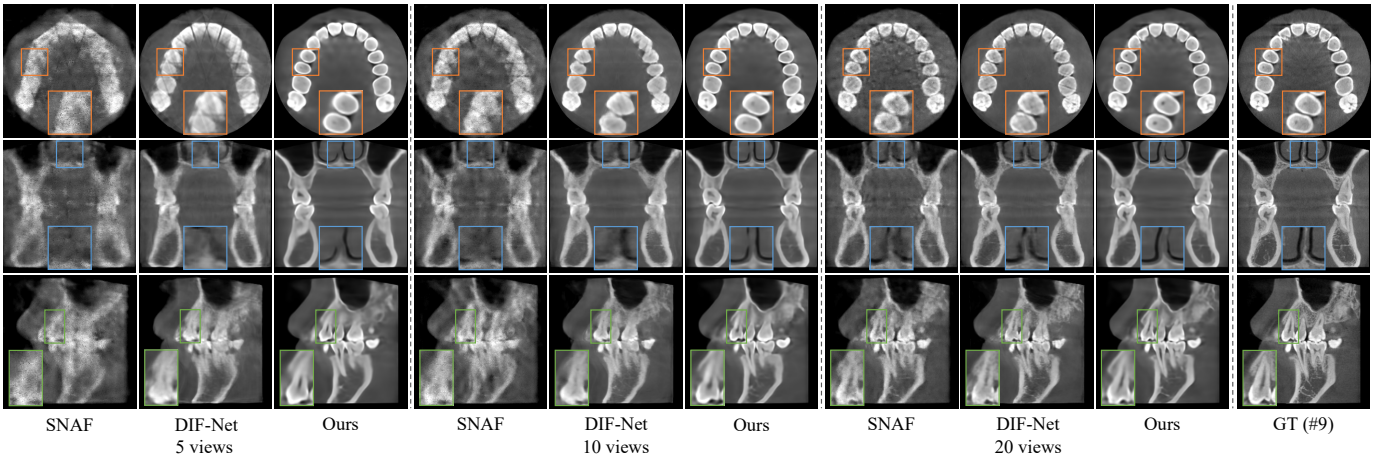 SNAF DIF-Net Ours SNAF DIF-Net Ours SNAF DIF-Net Ours GT (#9)
5 views 10 views 20 views